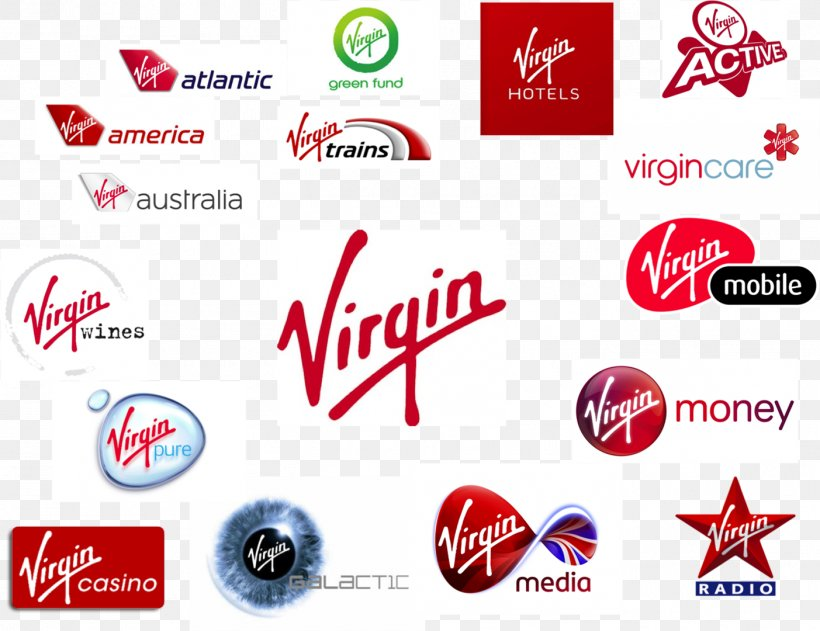 Virgin atlantic
Virgin
green fund
Virgin
HOTELS
Virgin
ACTIVE
Virgin america
Virgin
trains
virgincare Virgin
Virgin australia
Virgin
mobile
Virgin
wines
Virgin
Virgin money
Virgin
pure
Virgin
casino
Virgin
GALACTIC
Virgin
media
Virgin
RADIO